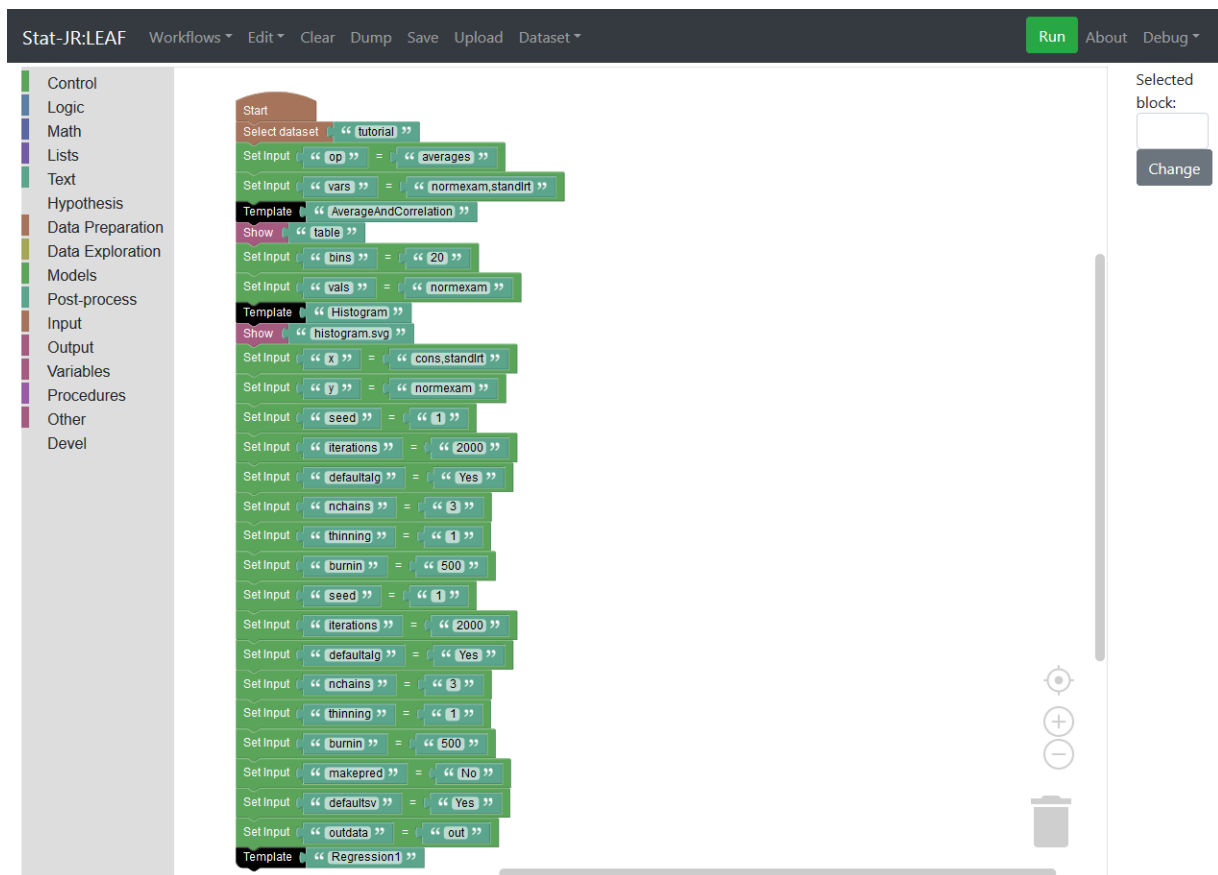 Stat-JR:LEAF Workflows Edit Clear Dump Save Upload Dataset Run About Debug
Control
Logic
Math
Lists
Text
Hypothesis
Data Preparation
Data Exploration
Models
Post-process
Input
Output
Variables
Procedures
Other
Devel
Start
Select dataset “ tutorial ”
Set Input “ op ” = “ averages ”
Set Input “ vars ” = “ normexam,standlrt ”
Template “ AverageAndCorrelation ”
Show “ table ”
Set Input “ bins ” = “ 20 ”
Set Input “ vals ” = “ normexam ”
Template “ Histogram ”
Show “ histogram.svg ”
Set Input “ x ” = “ cons,standlrt ”
Set Input “ y ” = “ normexam ”
Set Input “ seed ” = “ 1 ”
Set Input “ iterations ” = “ 2000 ”
Set Input “ defaultalg ” = “ Yes ”
Set Input “ nchains ” = “ 3 ”
Set Input “ thinning ” = “ 1 ”
Set Input “ burnin ” = “ 500 ”
Set Input “ seed ” = “ 1 ”
Set Input “ iterations ” = “ 2000 ”
Set Input “ defaultalg ” = “ Yes ”
Set Input “ nchains ” = “ 3 ”
Set Input “ thinning ” = “ 1 ”
Set Input “ burnin ” = “ 500 ”
Set Input “ makepred ” = “ No ”
Set Input “ defaultsv ” = “ Yes ”
Set Input “ outdata ” = “ out ”
Template “ Regression1 ”
Selected
block:
Change